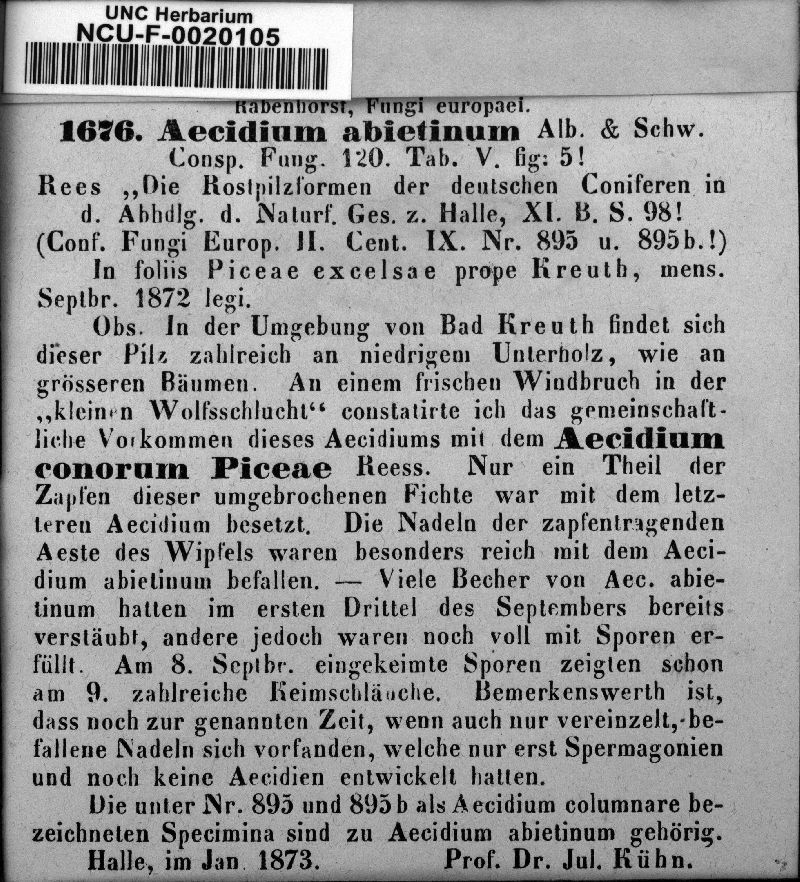 UNC Herbarium
NCU-F-0020105
Rabenhorst, Fungi europaei.
1676. Aecidium abietinum Alb. & Schw.
Consp. Fung. 120. Tab. V. fig: 5!
Rees „Die Rostpilzformen der deutschen Coniferen in
d. Abhdlg. d. Naturf. Ges. z. Halle, XI. B. S. 98!
(Conf. Fungi Europ. II. Cent. IX. Nr. 895 u. 895b.!)
In foliis Piceae excelsae prope Kreuth, mens.
Septbr. 1872 legi.
Obs. In der Umgebung von Bad Kreuth findet sich
dieser Pilz zahlreich an niedrigem Unterholz, wie an
grösseren Bäumen. An einem frischen Windbruch in der
„kleinen Wolfsschlucht“ constatirte ich das gemeinschaft-
liche Vorkommen dieses Aecidiums mit dem Aecidium
conorum Piceae Reess. Nur ein Theil der
Zapfen dieser umgebrochenen Fichte war mit dem letz-
teren Aecidium besetzt. Die Nadeln der zapfentragenden
Aeste des Wipfels waren besonders reich mit dem Aeci-
dium abietinum befallen. — Viele Becher von Aec. abie-
tinum hatten im ersten Drittel des Septembers bereits
verstäubt, andere jedoch waren noch voll mit Sporen er-
füllt. Am 8. Septbr. eingekeimte Sporen zeigten schon
am 9. zahlreiche Keimschläuche. Bemerkenswerth ist,
dass noch zur genannten Zeit, wenn auch nur vereinzelt, be-
fallene Nadeln sich vorfanden, welche nur erst Spermagonien
und noch keine Aecidien entwickelt hatten.
Die unter Nr. 895 und 895b als Aecidium columnare be-
zeichneten Specimina sind zu Aecidium abietinum gehörig.
Halle, im Jan. 1873. Prof. Dr. Jul. Kühn.